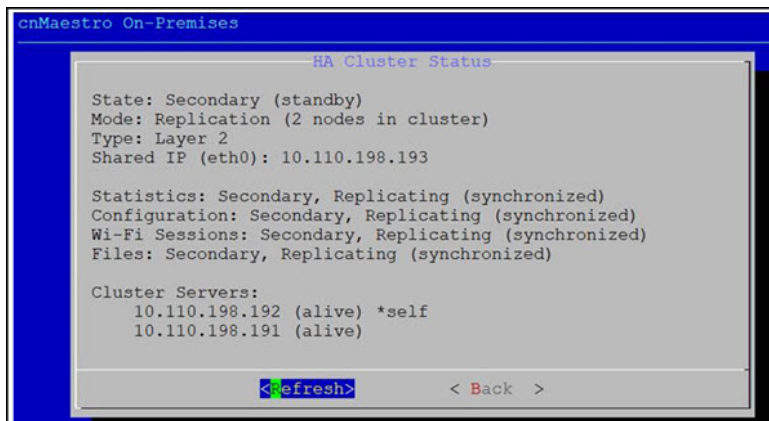 cnMaestro On-Premises
HA Cluster Status
State: Secondary (standby)
Mode: Replication (2 nodes in cluster)
Type: Layer 2
Shared IP (eth0): 10.110.198.193
Statistics: Secondary, Replicating (synchronized)
Configuration: Secondary, Replicating (synchronized)
Wi-Fi Sessions: Secondary, Replicating (synchronized)
Files: Secondary, Replicating (synchronized)
Cluster Servers:
10.110.198.192 (alive) *self
10.110.198.191 (alive)
<Refresh> < Back >